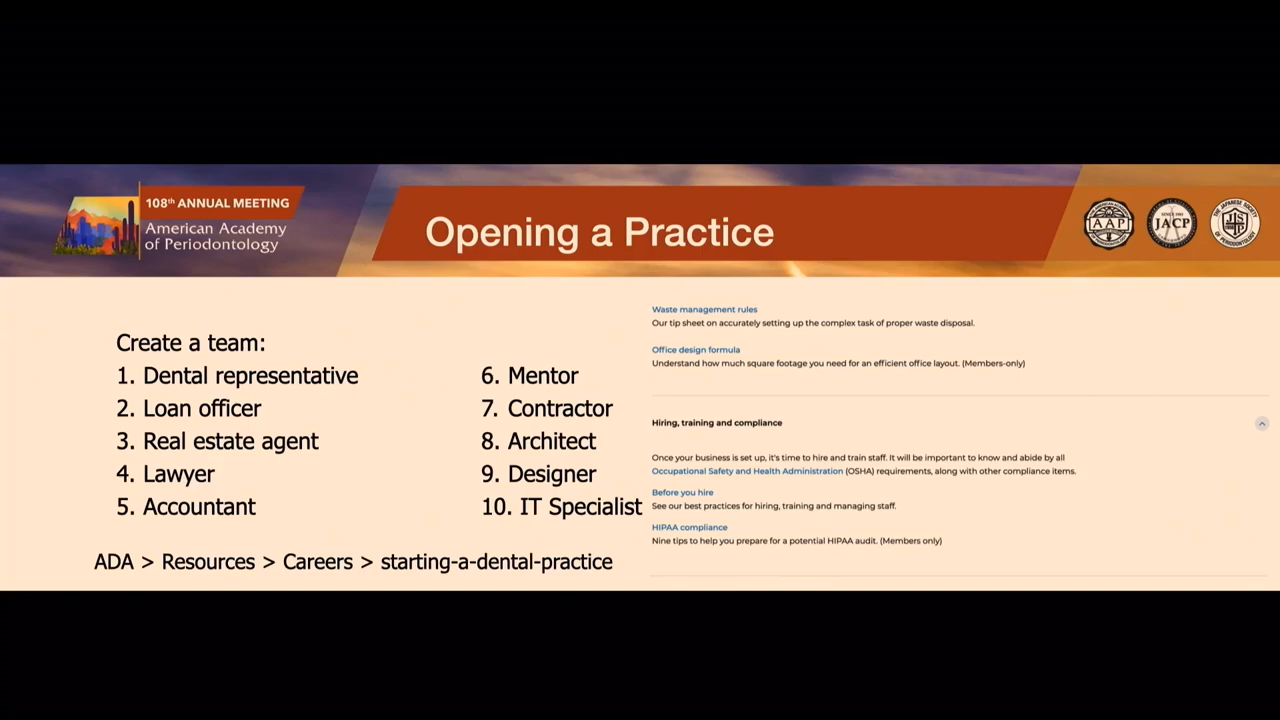 108th ANNUAL MEETING
American Academy
of Periodontology
Opening a Practice
AAP
SINCE 1985
JACP
THE JAPANESE SOCIETY
OF PERIODONTOLOGY
Create a team:
1. Dental representative
2. Loan officer
3. Real estate agent
4. Lawyer
5. Accountant
6. Mentor
7. Contractor
8. Architect
9. Designer
10. IT Specialist
ADA > Resources > Careers > starting-a-dental-practice
Waste management rules
Our tip sheet on accurately setting up the complex task of proper waste disposal.
Office design formula
Understand how much square footage you need for an efficient office layout. (Members-only)
Hiring, training and compliance
Once your business is set up, it's time to hire and train staff. It will be important to know and abide by all
Occupational Safety and Health Administration (OSHA) requirements, along with other compliance items.
Before you hire
See our best practices for hiring, training and managing staff.
HIPAA compliance
Nine tips to help you prepare for a potential HIPAA audit. (Members only)